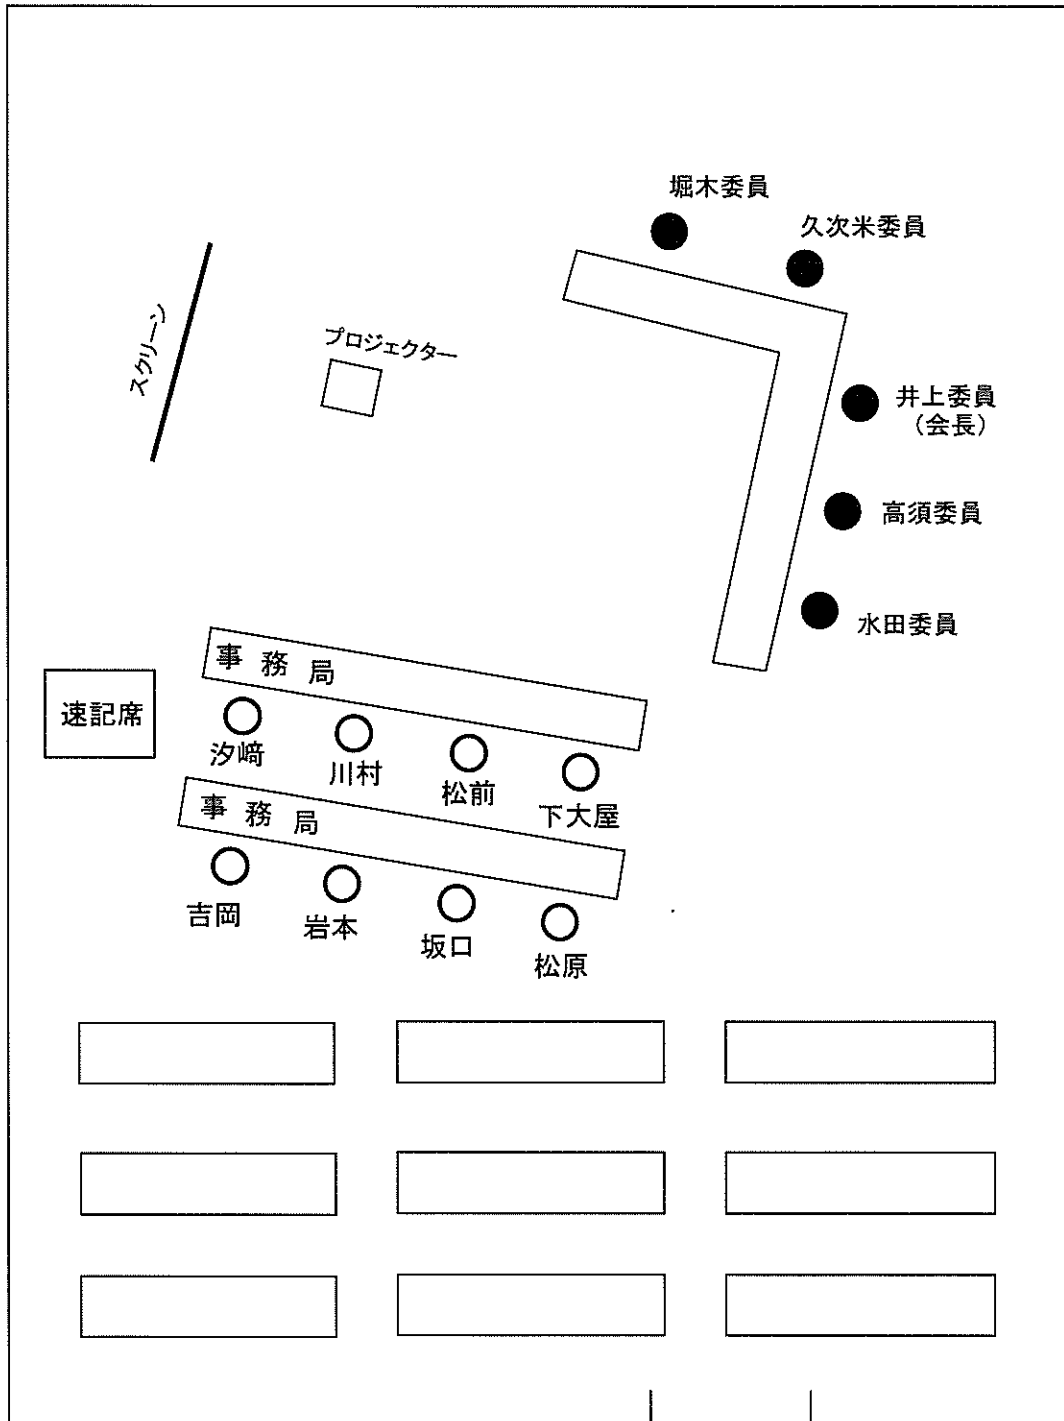 堀木委員
久次米委員
スクリーン
プロジェクター
井上委員
（会長）
高須委員
水田委員
事務局
速記席
汐﨑
川村
松前
下大屋
事務局
吉岡
岩本
坂口
松原